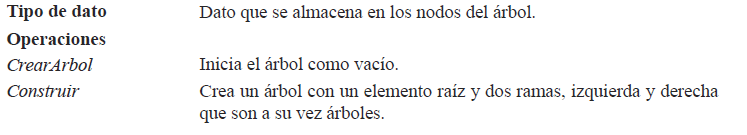 Tipo de dato Dato que se almacena en los nodos del árbol.
Operaciones
CrearArbol Inicia el árbol como vacío.
Construir Crea un árbol con un elemento raíz y dos ramas, izquierda y derecha
que son a su vez árboles.